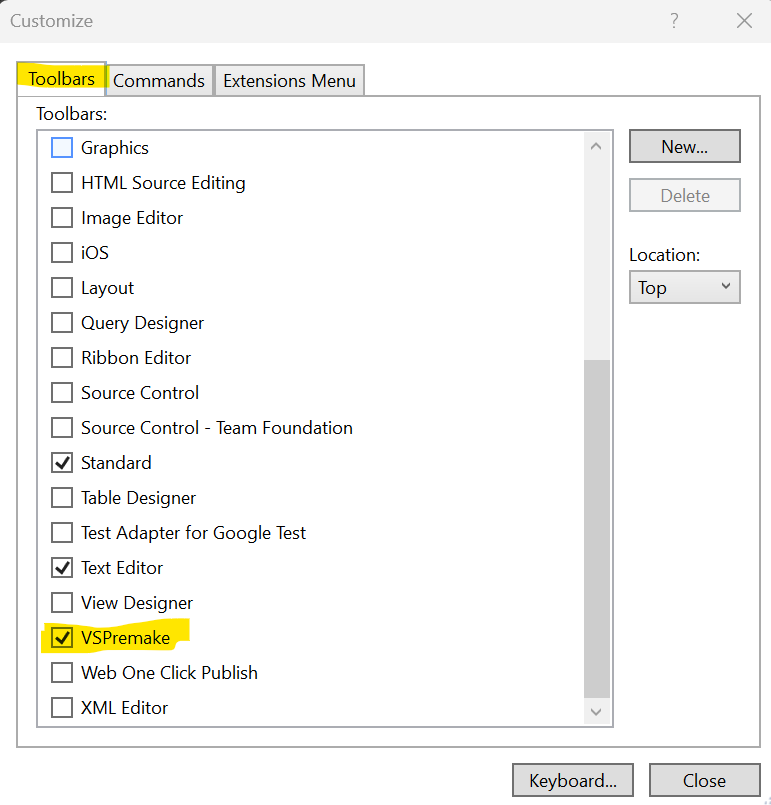 Customize ?
Toolbars Commands Extensions Menu
Toolbars:
Graphics
HTML Source Editing
Image Editor
iOS
Layout
Query Designer
Ribbon Editor
Source Control
Source Control - Team Foundation
Standard
Table Designer
Test Adapter for Google Test
Text Editor
View Designer
VSPremake
Web One Click Publish
XML Editor
New...
Delete
Location:
Top
Keyboard... Close